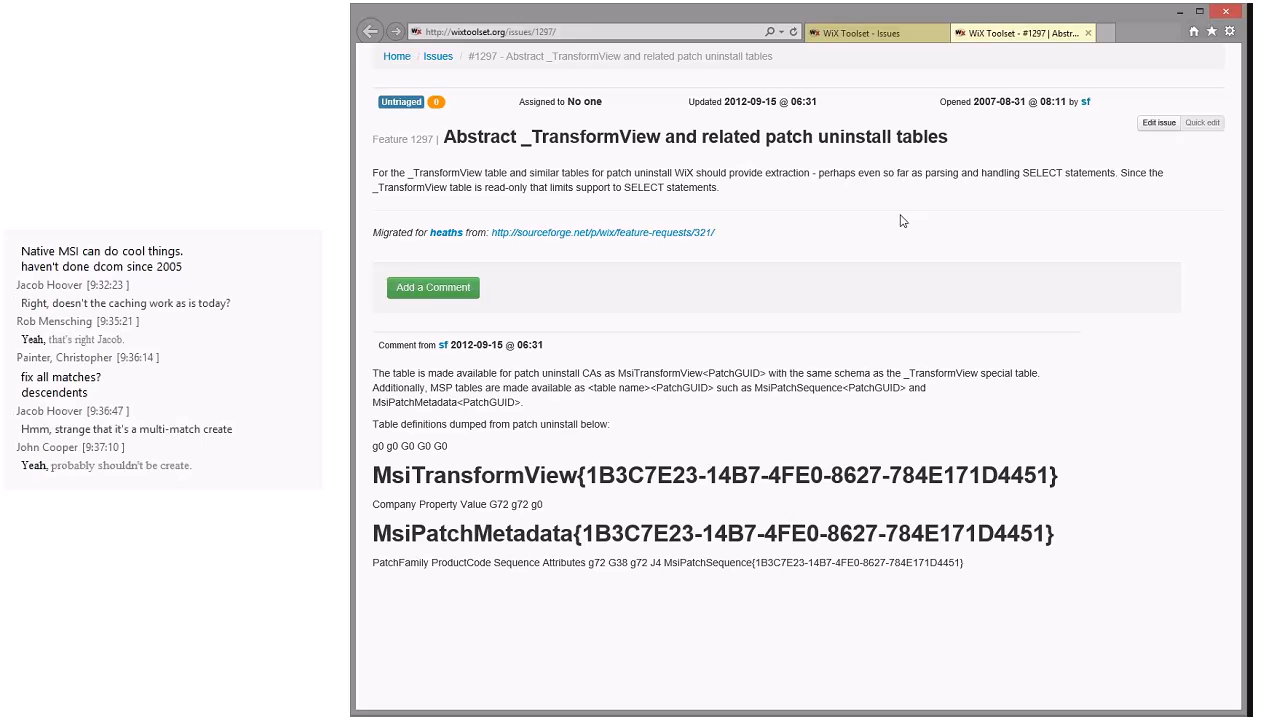 Native MSI can do cool things.
haven't done dcom since 2005
Jacob Hoover [9:32:23 ]
Right, doesn't the caching work as is today?
Rob Mensching [9:35:21 ]
Yeah, that's right Jacob.
Painter, Christopher [9:36:14 ]
fix all matches?
descendents
Jacob Hoover [9:36:47 ]
Hmm, strange that it's a multi-match create
John Cooper [9:37:10 ]
Yeah, probably shouldn't be create.
http://wixtoolset.org/issues/1297/
WiX Toolset - Issues
WiX Toolset - #1297 | Abstr...
Home / Issues / #1297 - Abstract _TransformView and related patch uninstall tables
Untriaged 0 Assigned to No one Updated 2012-09-15 @ 06:31 Opened 2007-08-31 @ 08:11 by sf
Edit issue Quick edit
Feature 1297 | Abstract _TransformView and related patch uninstall tables
For the _TransformView table and similar tables for patch uninstall WiX should provide extraction - perhaps even so far as parsing and handling SELECT statements. Since the
_TransformView table is read-only that limits support to SELECT statements.
Migrated for heaths from: http://sourceforge.net/p/wix/feature-requests/321/
Add a Comment
Comment from sf 2012-09-15 @ 06:31
The table is made available for patch uninstall CAs as MsiTransformView<PatchGUID> with the same schema as the _TransformView special table.
Additionally, MSP tables are made available as <table name><PatchGUID> such as MsiPatchSequence<PatchGUID> and
MsiPatchMetadata<PatchGUID>.
Table definitions dumped from patch uninstall below:
g0 g0 G0 G0 G0
MsiTransformView{1B3C7E23-14B7-4FE0-8627-784E171D4451}
Company Property Value G72 g72 g0
MsiPatchMetadata{1B3C7E23-14B7-4FE0-8627-784E171D4451}
PatchFamily ProductCode Sequence Attributes g72 G38 g72 J4 MsiPatchSequence{1B3C7E23-14B7-4FE0-8627-784E171D4451}